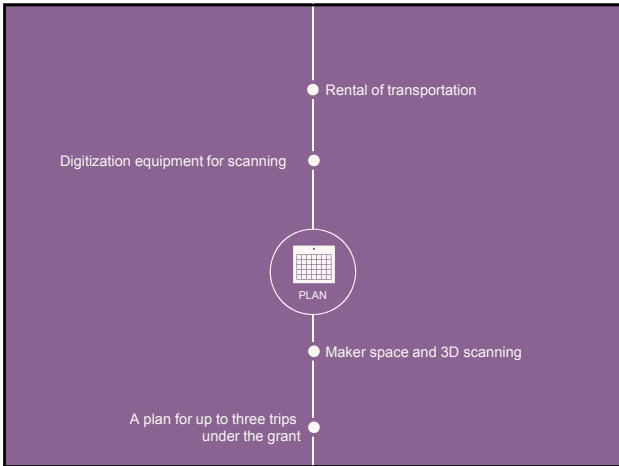 Rental of transportation
Digitization equipment for scanning
PLAN
Maker space and 3D scanning
A plan for up to three trips
under the grant